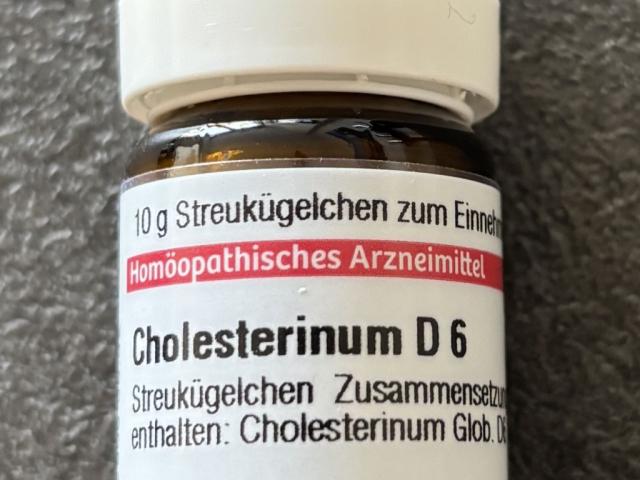 10 g Streukügelchen zum
Homöopathisches Arzneimittel
Cholesterinum D 6
Streukügelchen
enthalten: Cholesterinum Glob.